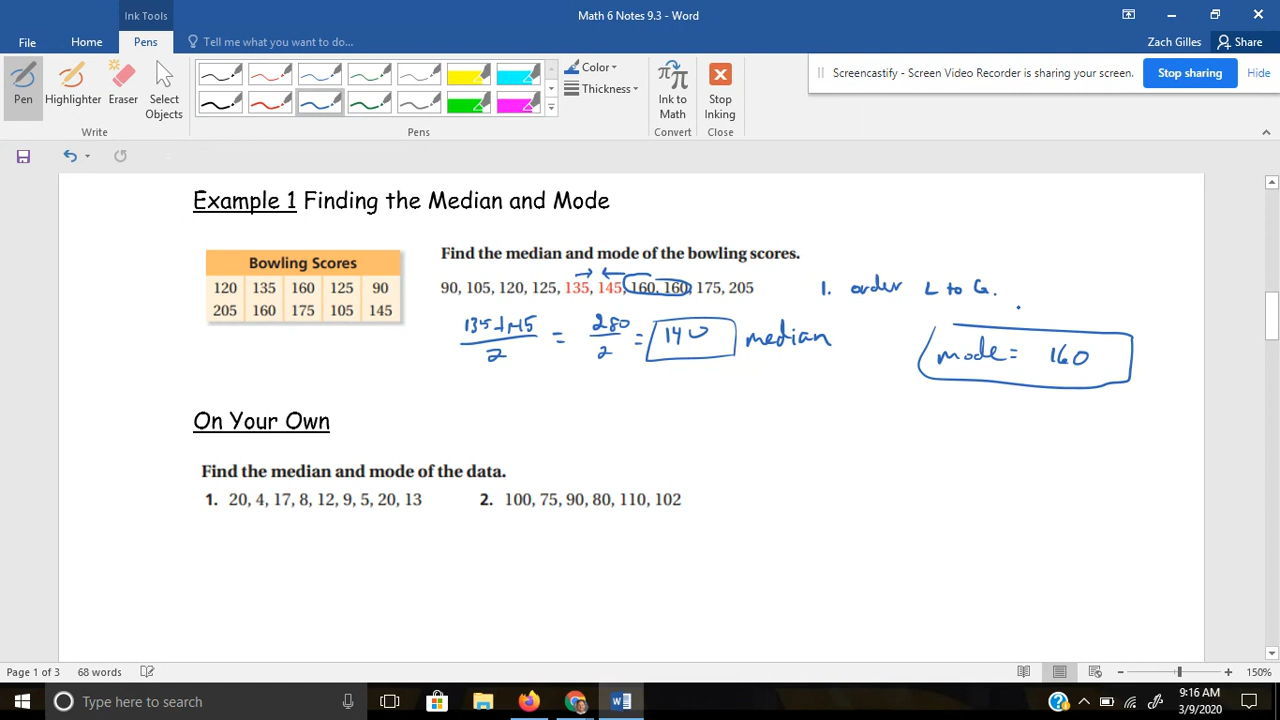 Ink Tools
Math 6 Notes 9.3 - Word
File Home Pens Tell me what you want to do... Zach Gilles Share
Screencastify - Screen Video Recorder is sharing your screen. Stop sharing Hide
Pen Highlighter Eraser Select Objects
Color
Thickness
Ink to Math
Stop Inking
Write Pens Convert Close
Example 1 Finding the Median and Mode
Bowling Scores
120 135 160 125 90
205 160 175 105 145
Find the median and mode of the bowling scores.
90, 105, 120, 125, 135, 145, 160, 160, 175, 205
1. order L to G.
135+145 / 2 = 280 / 2 = 140 median
mode = 160
On Your Own
Find the median and mode of the data.
1. 20, 4, 17, 8, 12, 9, 5, 20, 13
2. 100, 75, 90, 80, 110, 102
Page 1 of 3 68 words 150%
Type here to search
9:16 AM
3/9/2020